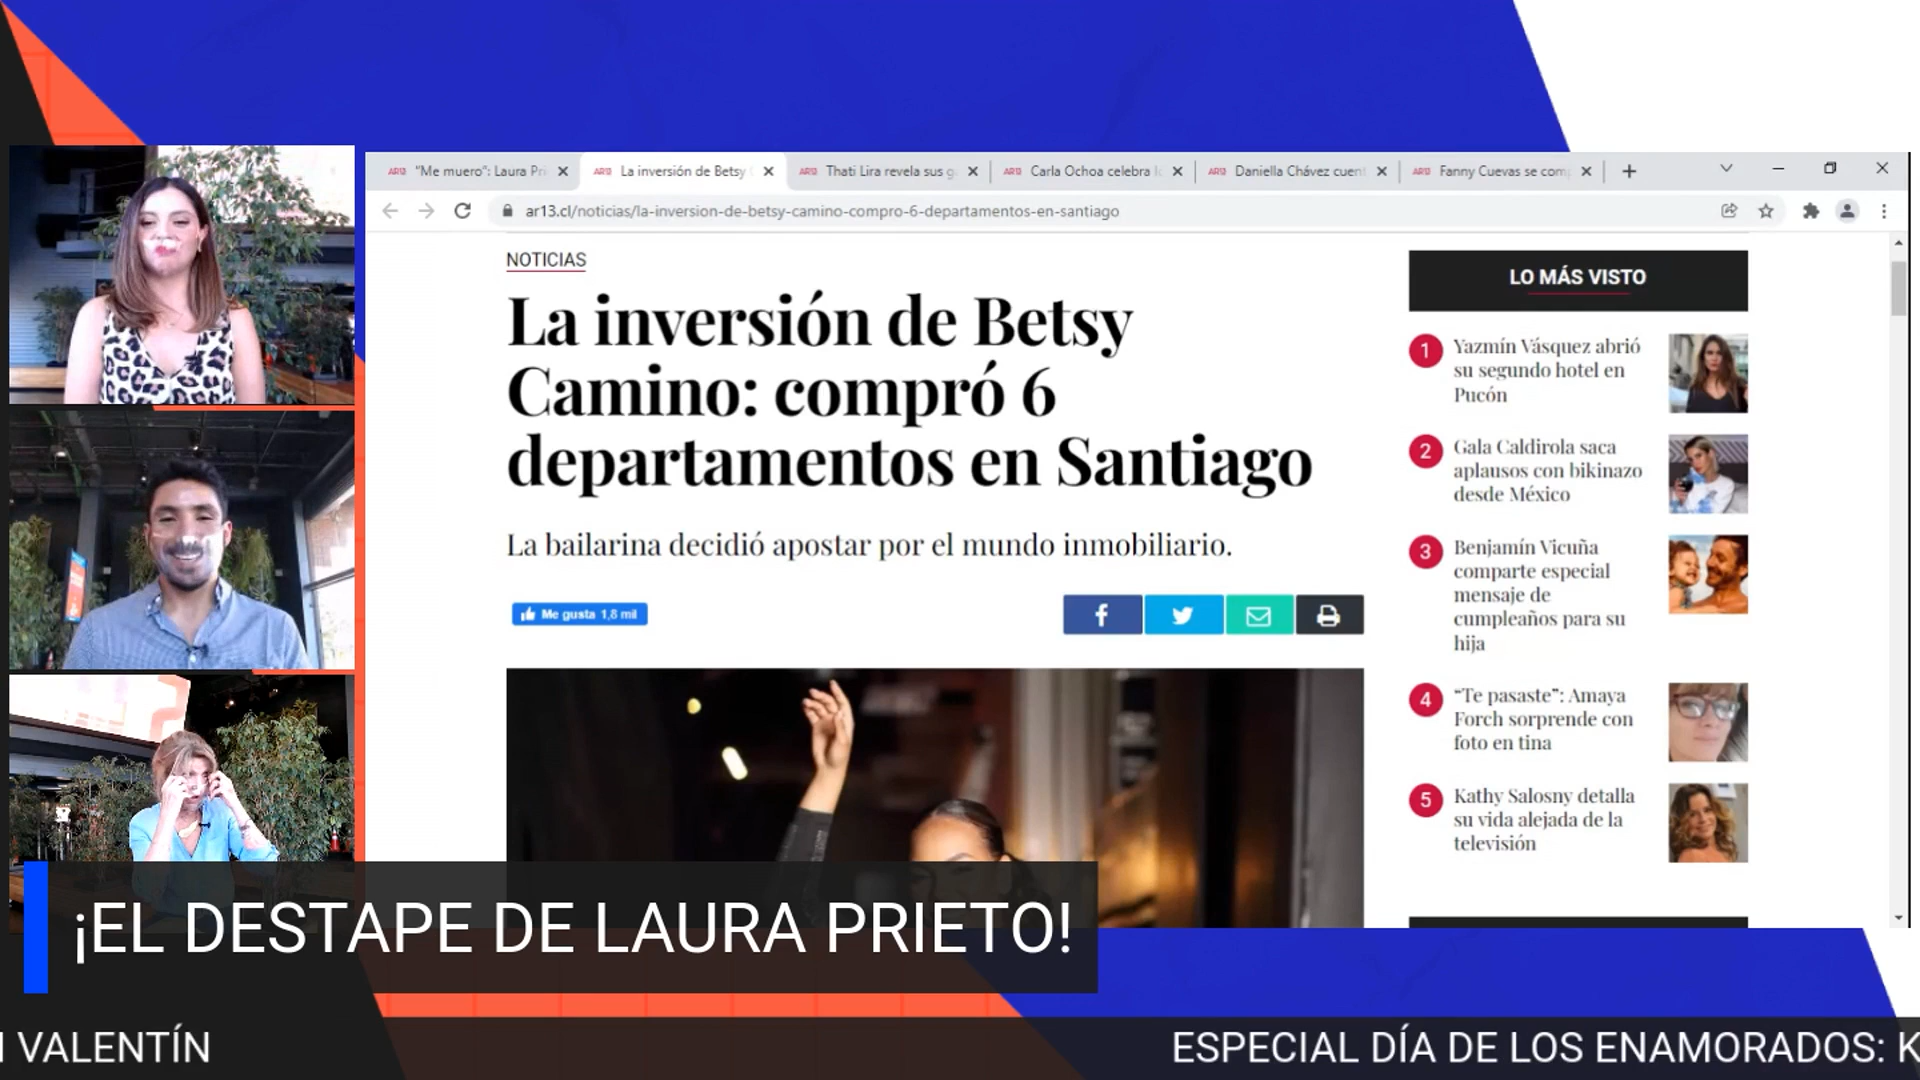 "Me muero": Laura Pri
La inversión de Betsy
Thati Lira revela sus g
Carla Ochoa celebra
Daniella Chávez cuen
Fanny Cuevas se com
ar13.cl/noticias/la-inversion-de-betsy-camino-compro-6-departamentos-en-santiago
NOTICIAS
La inversión de Betsy
Camino: compró 6
departamentos en Santiago
La bailarina decidió apostar por el mundo inmobiliario.
Me gusta 1,8 mil
LO MÁS VISTO
1 Yazmín Vásquez abrió
su segundo hotel en
Pucón
2 Gala Caldirola saca
aplausos con bikinazo
desde México
3 Benjamín Vicuña
comparte especial
mensaje de
cumpleaños para su
hija
4 “Te pasaste”: Amaya
Forch sorprende con
foto en tina
5 Kathy Salosny detalla
su vida alejada de la
televisión
¡EL DESTAPE DE LAURA PRIETO!
VALENTÍN
ESPECIAL DÍA DE LOS ENAMORADOS: K